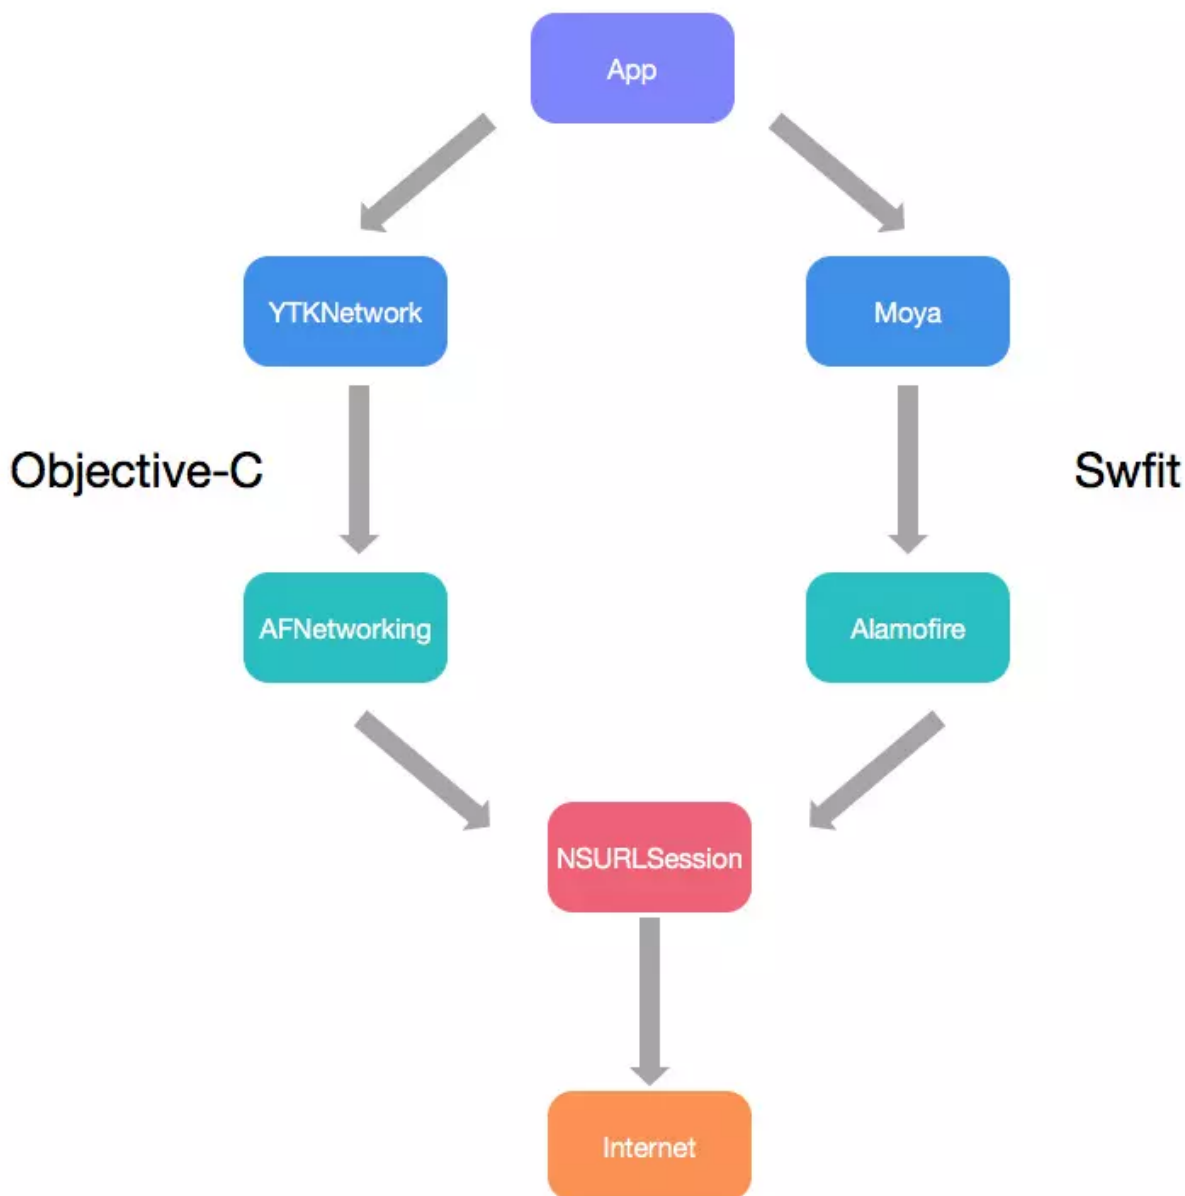 App
YTKNetwork
Moya
Objective-C
Swfit
AFNetworking
Alamofire
NSURLSession
Internet